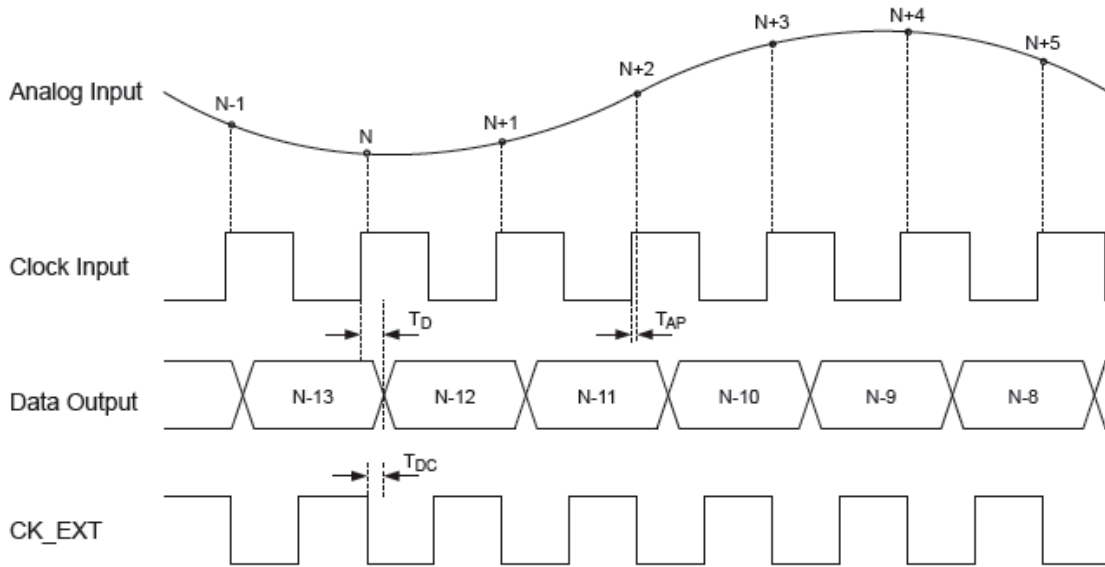 N+3 N+4
N+5
N+2
Analog Input
N-1
N
N+1
Clock Input
TD
TAP
Data Output
N-13 N-12 N-11 N-10 N-9 N-8
TDC
CK_EXT